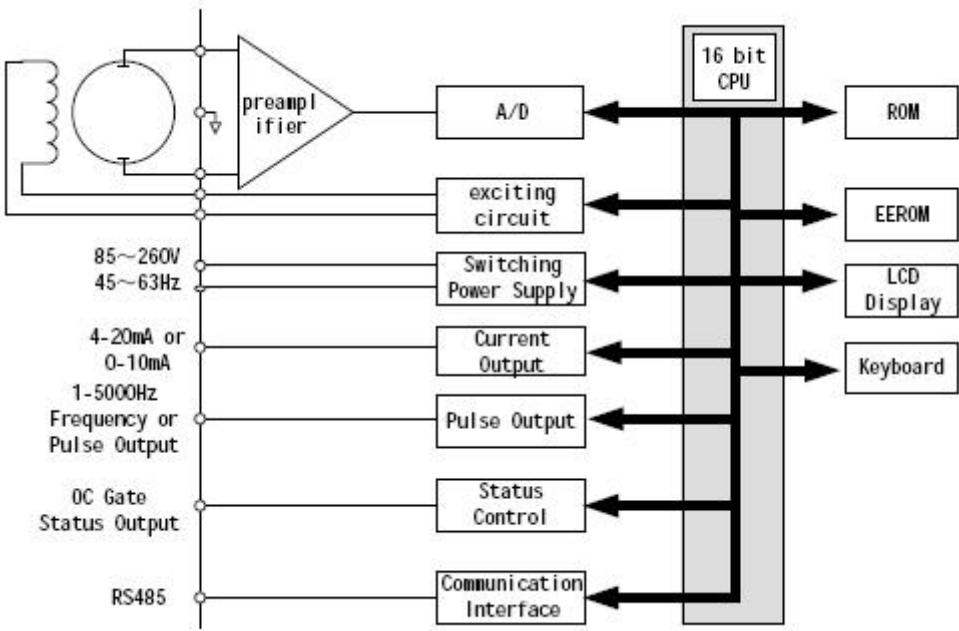 16 bit
CPU
preampl
ifier
A/D
ROM
exciting
circuit
EEROM
85～260V
45～63Hz
Switching
Power Supply
LCD
Display
4-20mA or
0-10mA
Current
Output
Keyboard
1-5000Hz
Frequency or
Pulse Output
Pulse Output
OC Gate
Status Output
Status
Control
RS485
Communication
Interface